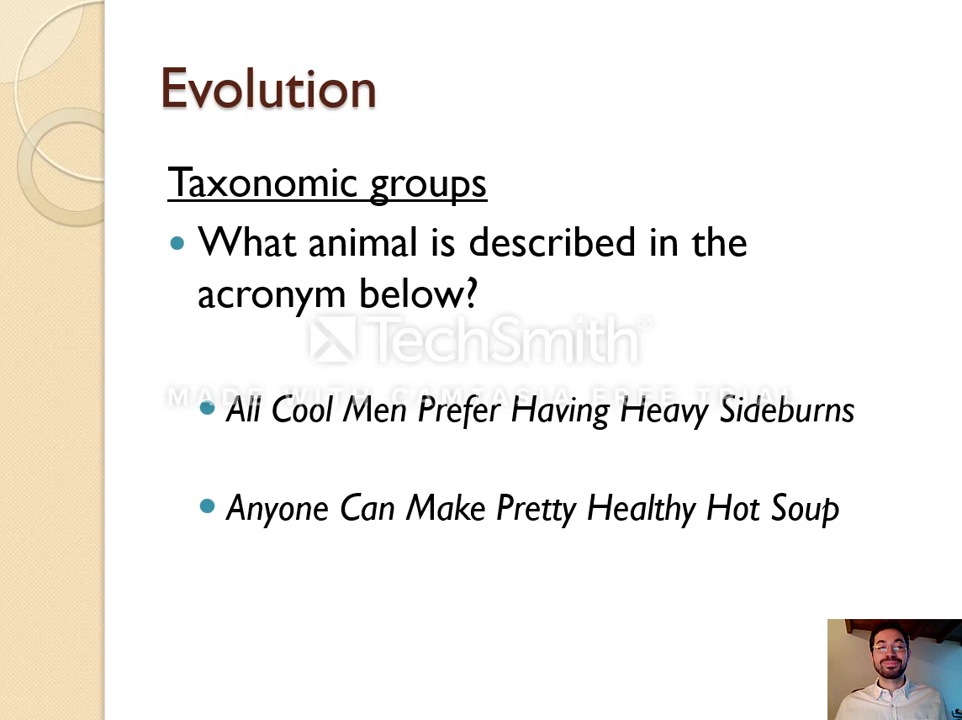 Evolution
Taxonomic groups
What animal is described in the
acronym below?
TechSmith®
MADE WITH CAMTASIA FREE TRIAL
All Cool Men Prefer Having Heavy Sideburns
Anyone Can Make Pretty Healthy Hot Soup